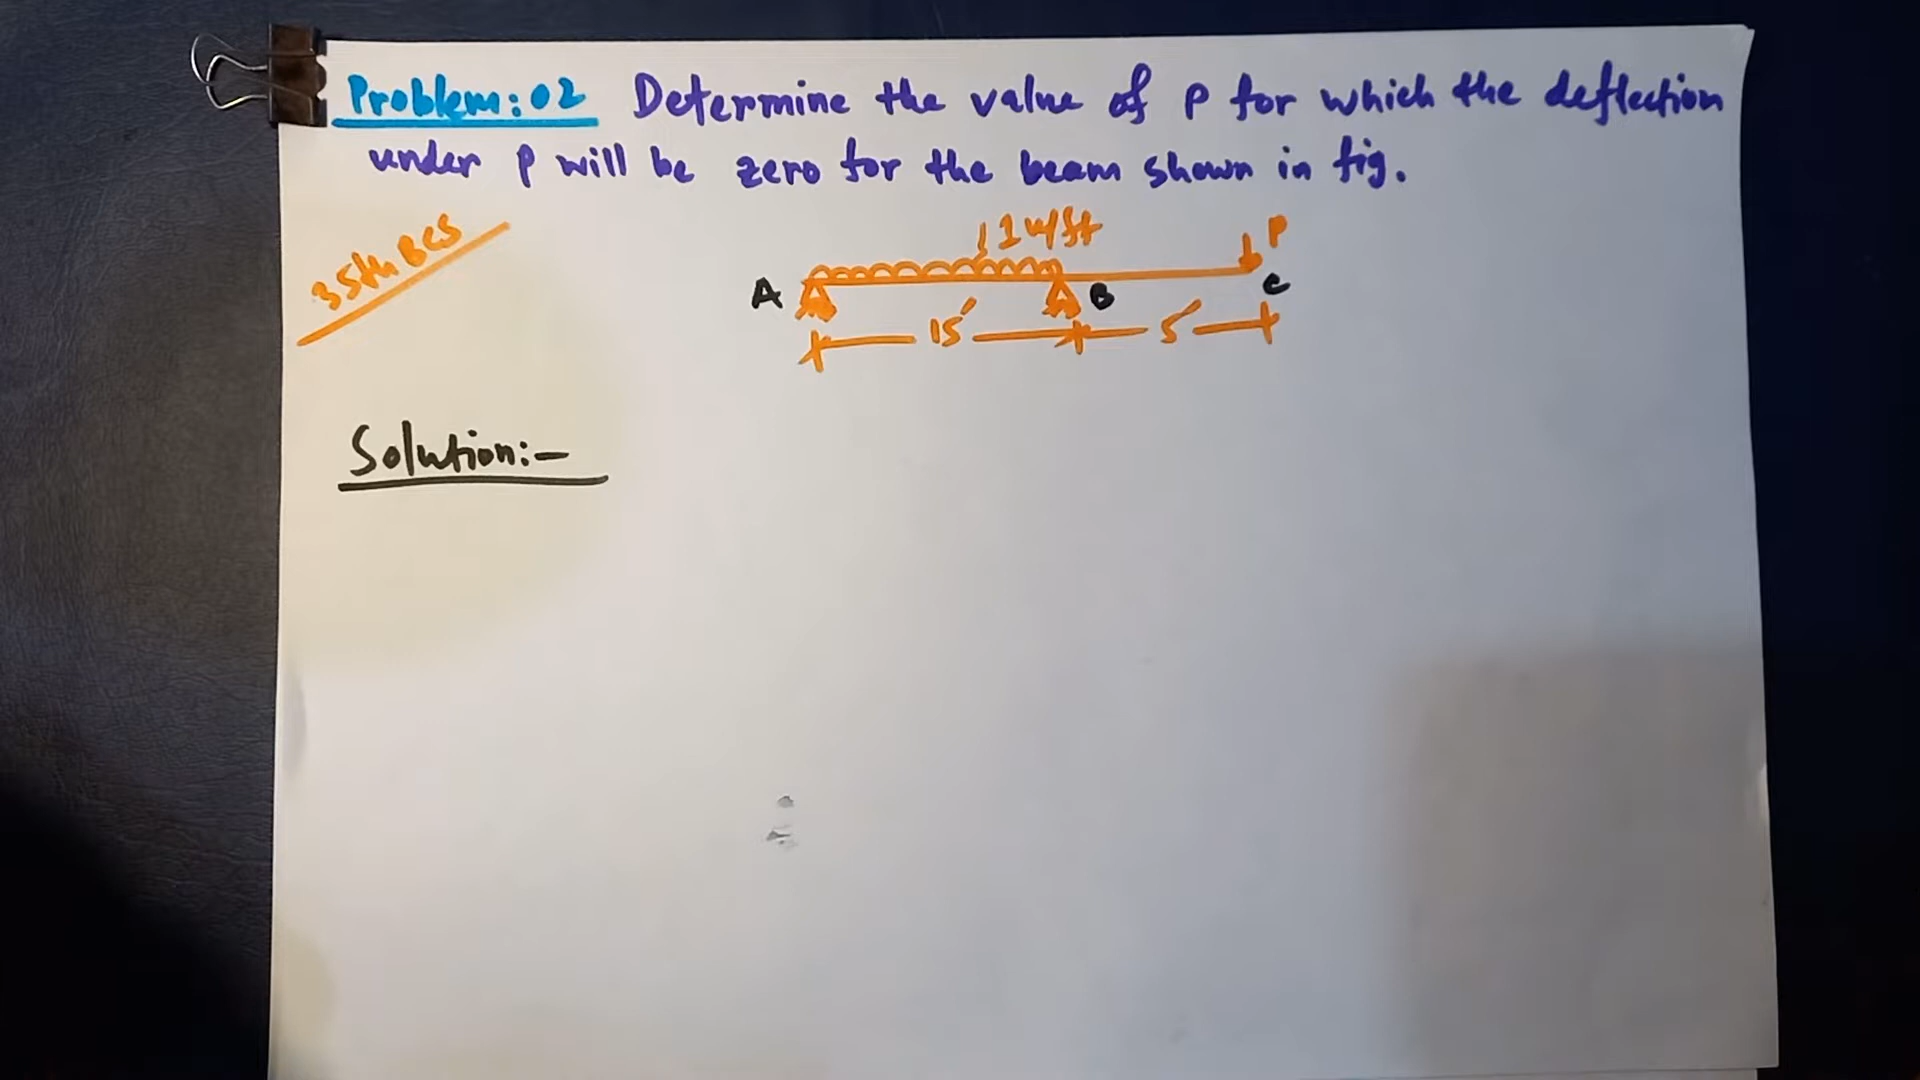 Problem:02 Determine the value of P for which the deflection
under P will be zero for the beam shown in fig.
35th BCS
1 k/ft
P
A
B
C
15'
5'
Solution:-